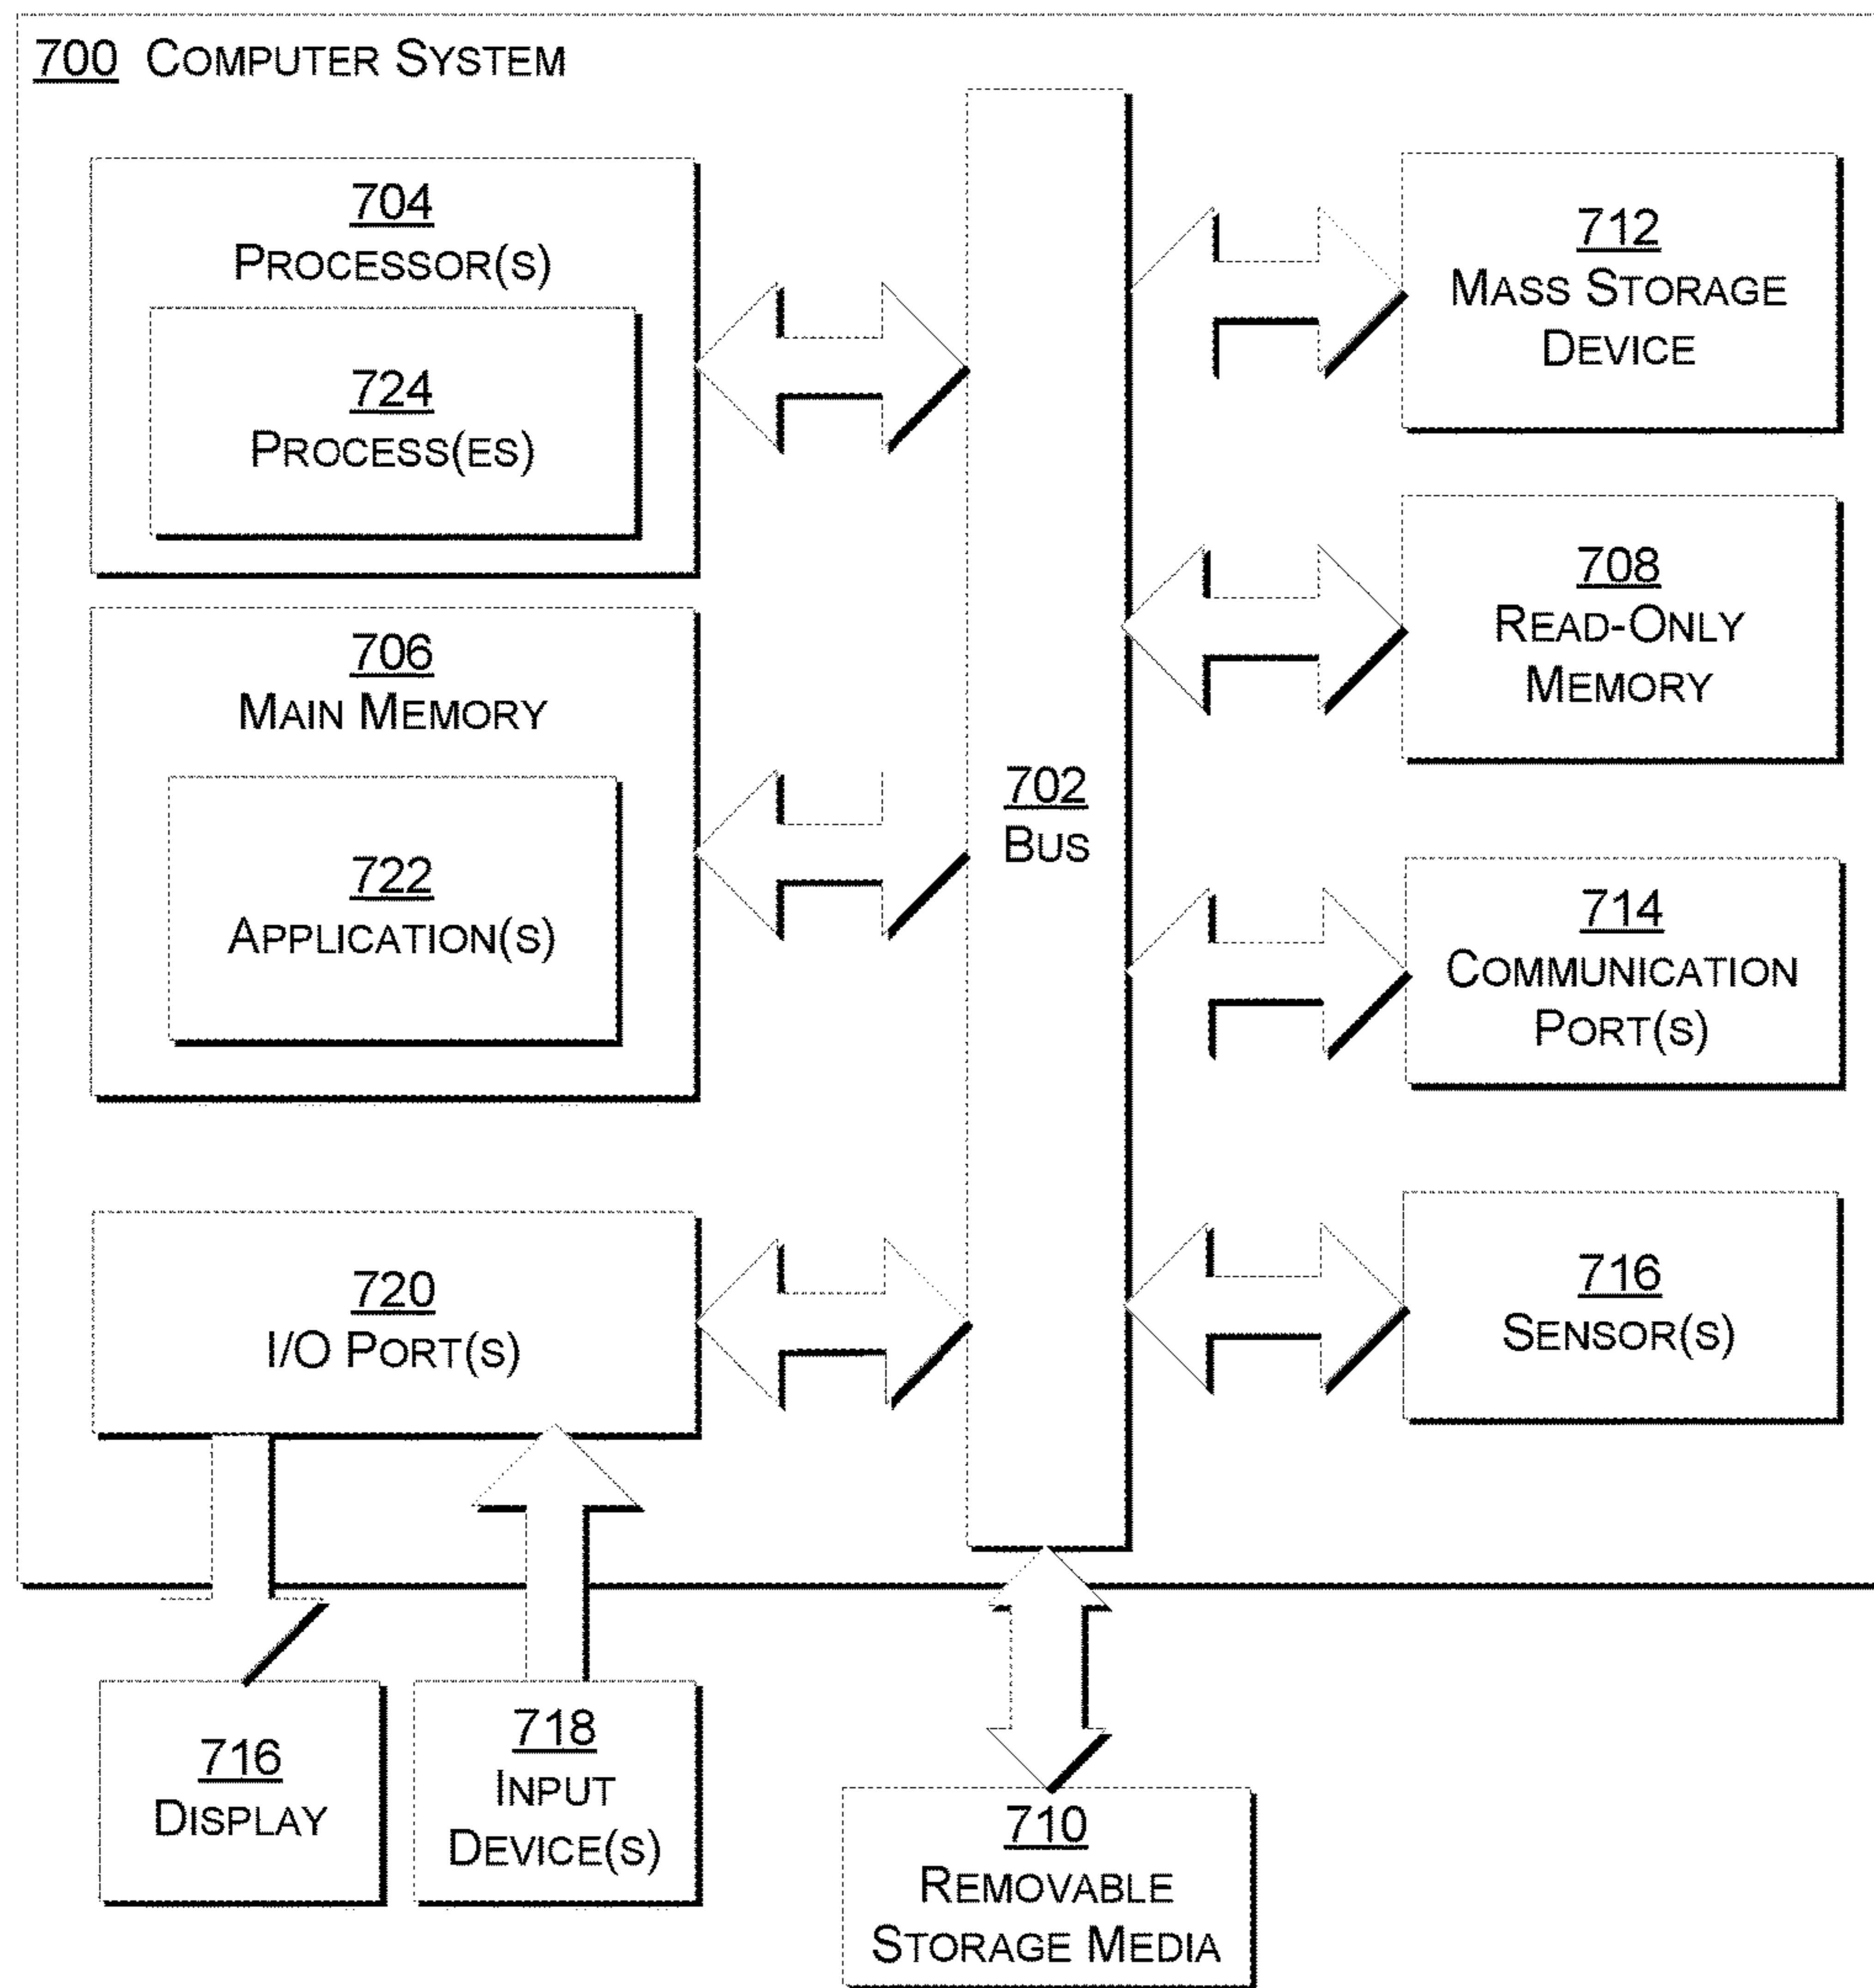 700 COMPUTER SYSTEM
704
PROCESSOR(S)
724
PROCESS(ES)
706
MAIN MEMORY
722
APPLICATION(S)
720
I/O PORT(S)
702
BUS
712
MASS STORAGE
DEVICE
708
READ-ONLY
MEMORY
714
COMMUNICATION
PORT(S)
716
SENSOR(S)
716
DISPLAY
718
INPUT
DEVICE(S)
710
REMOVABLE
STORAGE MEDIA